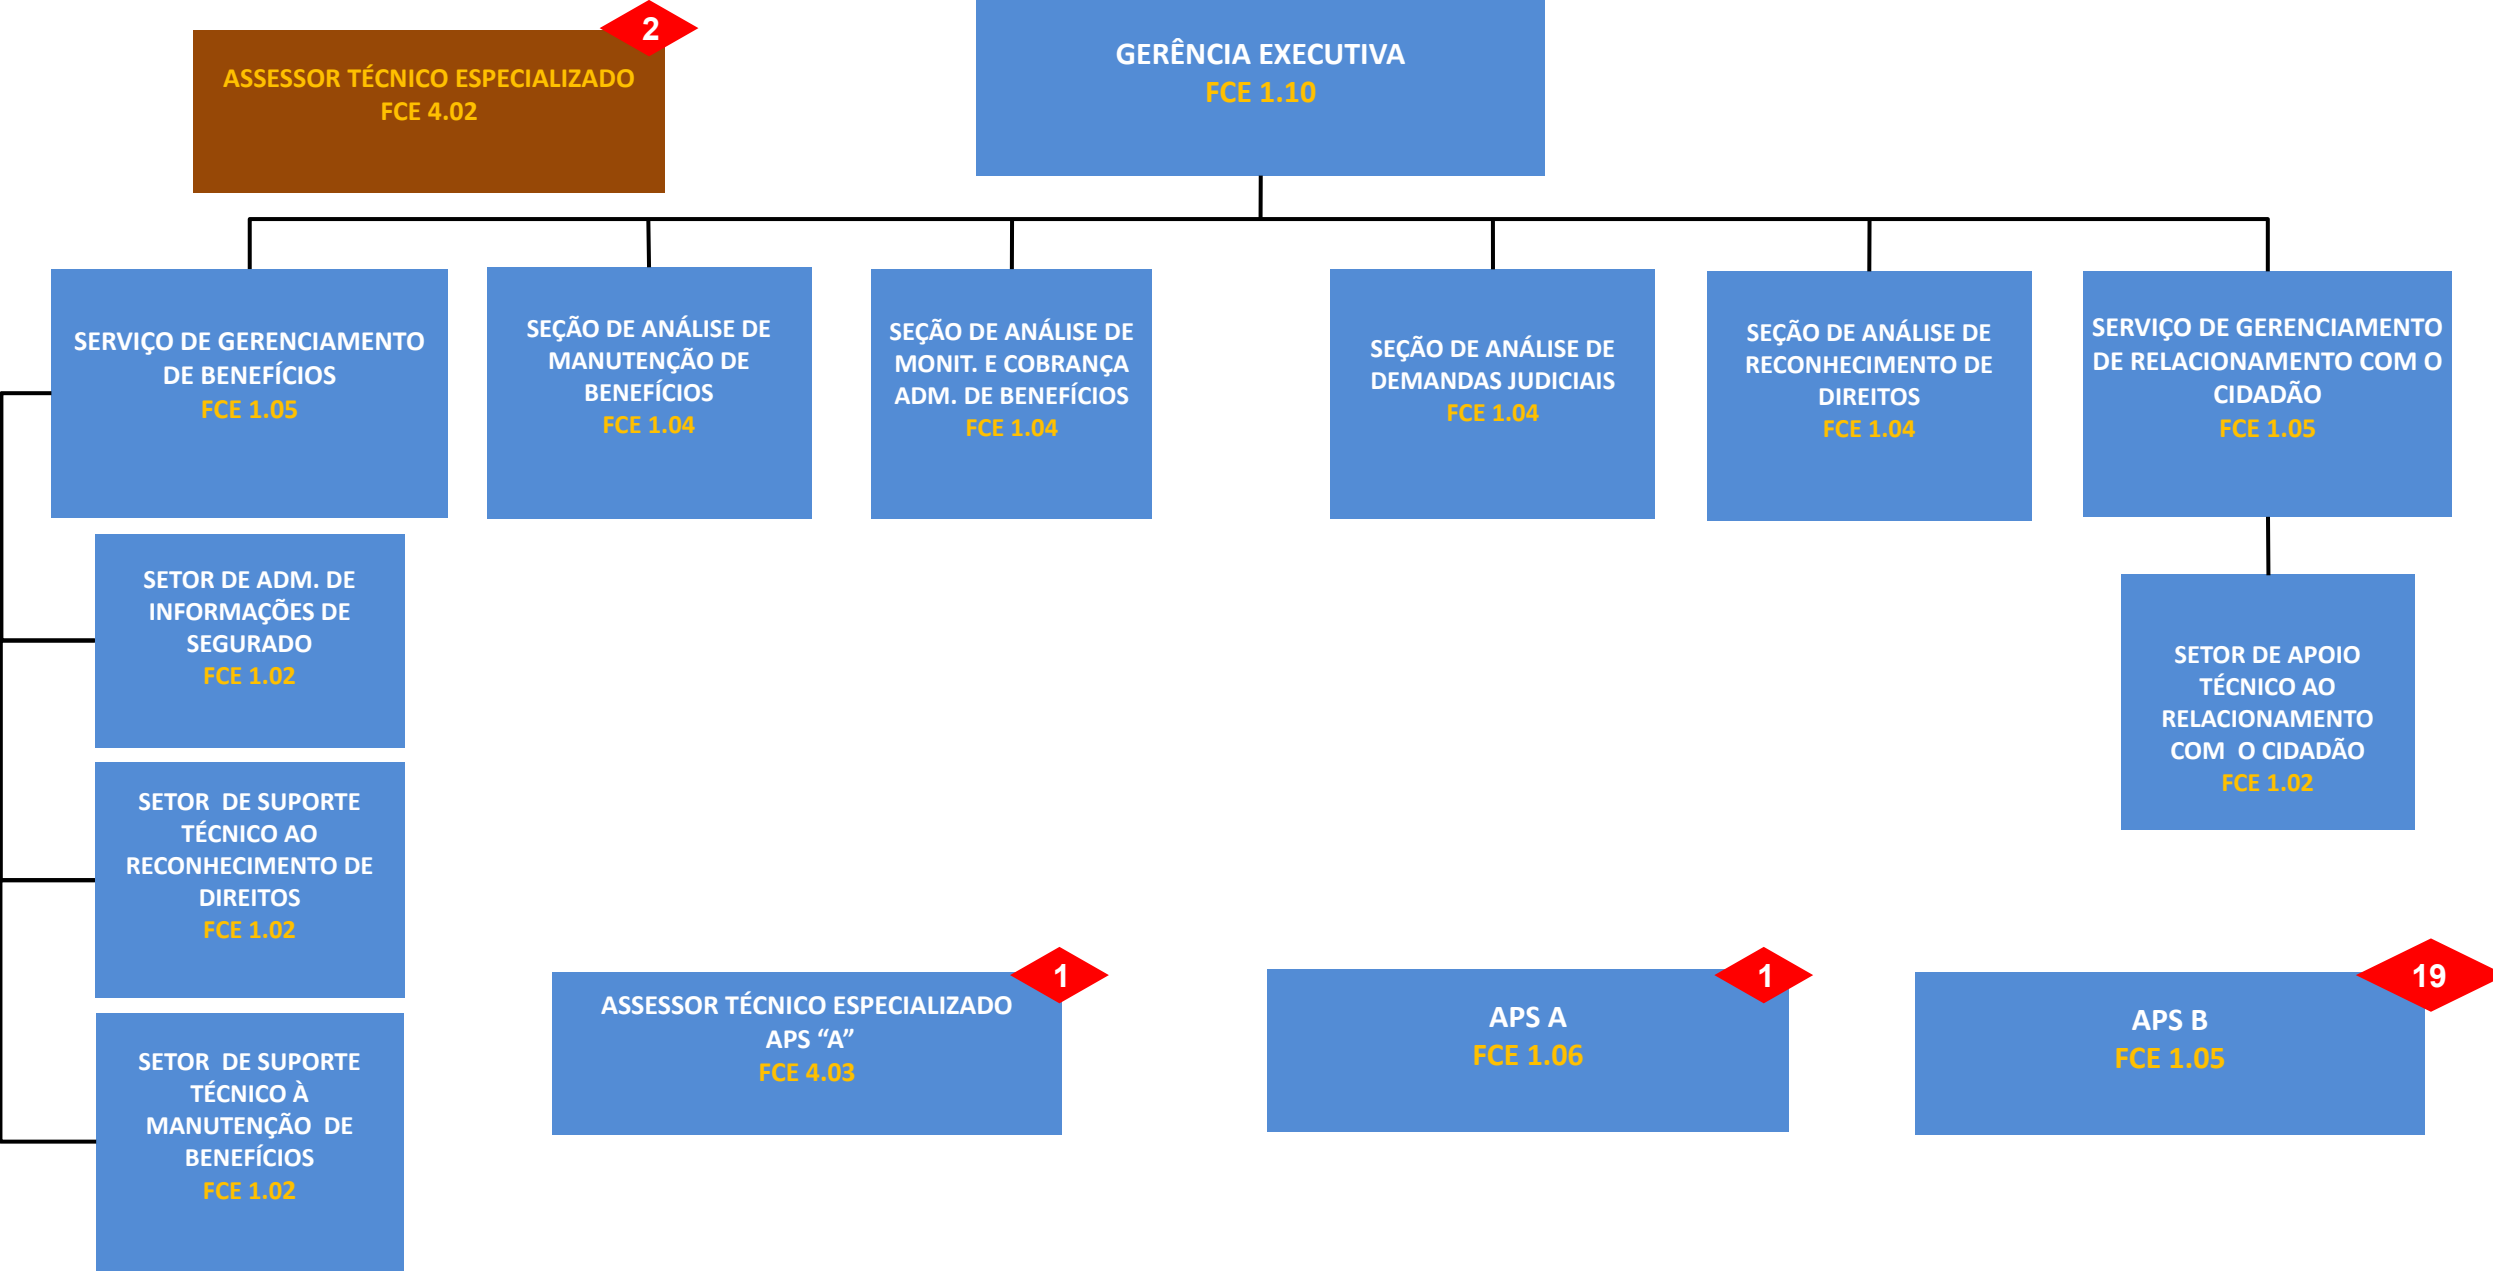 2
ASSESSOR TÉCNICO ESPECIALIZADO
FCE 4.02
GERÊNCIA EXECUTIVA
FCE 1.10
SERVIÇO DE GERENCIAMENTO
DE BENEFÍCIOS
FCE 1.05
SEÇÃO DE ANÁLISE DE
MANUTENÇÃO DE
BENEFÍCIOS
FCE 1.04
SEÇÃO DE ANÁLISE DE
MONIT. E COBRANÇA
ADM. DE BENEFÍCIOS
FCE 1.04
SEÇÃO DE ANÁLISE DE
DEMANDAS JUDICIAIS
FCE 1.04
SEÇÃO DE ANÁLISE DE
RECONHECIMENTO DE
DIREITOS
FCE 1.04
SERVIÇO DE GERENCIAMENTO
DE RELACIONAMENTO COM O
CIDADÃO
FCE 1.05
SETOR DE ADM. DE
INFORMAÇÕES DE
SEGURADO
FCE 1.02
SETOR DE APOIO
TÉCNICO AO
RELACIONAMENTO
COM O CIDADÃO
FCE 1.02
SETOR DE SUPORTE
TÉCNICO AO
RECONHECIMENTO DE
DIREITOS
FCE 1.02
SETOR DE SUPORTE
TÉCNICO À
MANUTENÇÃO DE
BENEFÍCIOS
FCE 1.02
1
ASSESSOR TÉCNICO ESPECIALIZADO
APS “A”
FCE 4.03
1
APS A
FCE 1.06
19
APS B
FCE 1.05